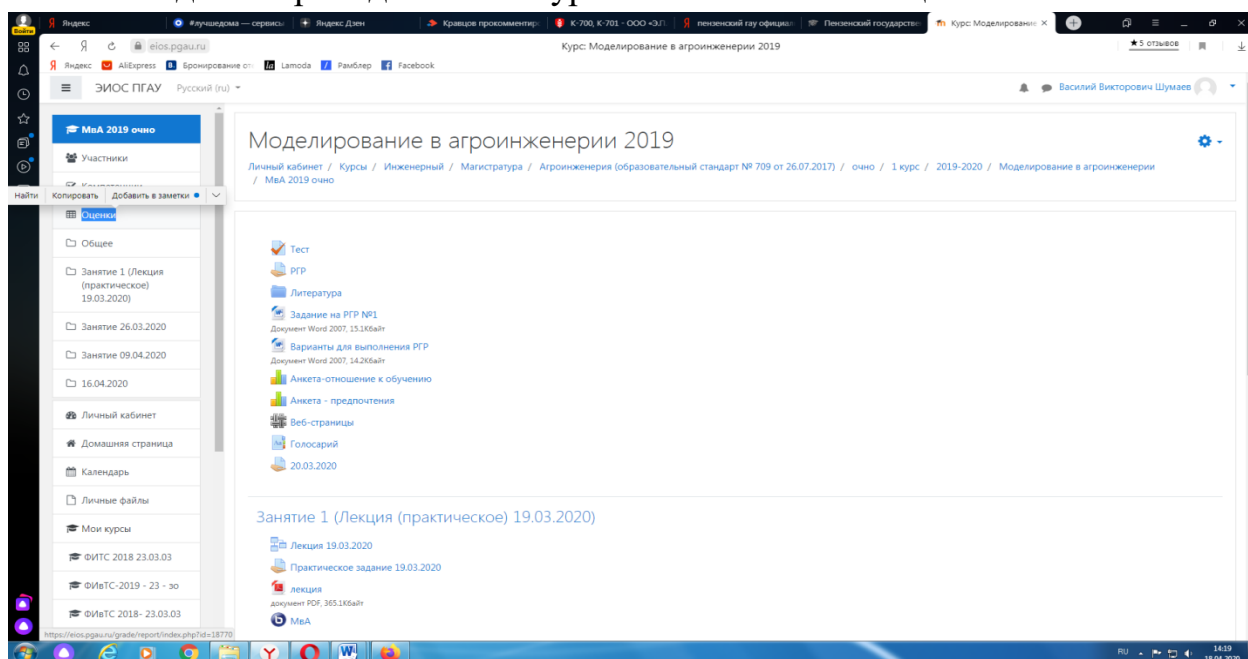 Яндекс
#лучшедома — сервисы
Яндекс Дзен
Кравцов прокомментир
К-700, К-701 - ООО «З.П
пензенский гау официал
Пензенский государстве
Курс: Моделирование
Войти
eios.pgau.ru
Курс: Моделирование в агроинженерии 2019
★ 5 отзывов
Яндекс
AliExpress
Бронирование от
Lamoda
Рамблер
Facebook
ЭИОС ПГАУ
Русский (ru)
Василий Викторович Шумаев
МвА 2019 очно
Участники
Найти
Копировать
Добавить в заметки
Оценки
Общее
Занятие 1 (Лекция
(практическое)
19.03.2020)
Занятие 26.03.2020
Занятие 09.04.2020
16.04.2020
Личный кабинет
Домашняя страница
Календарь
Личные файлы
Мои курсы
ФИТС 2018 23.03.03
ФИвТС-2019 - 23 - зо
ФИвТС 2018- 23.03.03
https://eios.pgau.ru/grade/report/index.php?id=18770
Моделирование в агроинженерии 2019
Личный кабинет / Курсы / Инженерный / Магистратура / Агроинженерия (образовательный стандарт № 709 от 26.07.2017) / очно / 1 курс / 2019-2020 / Моделирование в агроинженерии
/ МвА 2019 очно
Тест
РГР
Литература
Задание на РГР №1
Документ Word 2007, 15.1Кбайт
Варианты для выполнения РГР
Документ Word 2007, 14.2Кбайт
Анкета-отношение к обучению
Анкета - предпочтения
Веб-страницы
Голосарий
20.03.2020
Занятие 1 (Лекция (практическое) 19.03.2020)
Лекция 19.03.2020
Практическое задание 19.03.2020
лекция
документ PDF, 365.1Кбайт
МвА
RU
14:19
18.04.2020